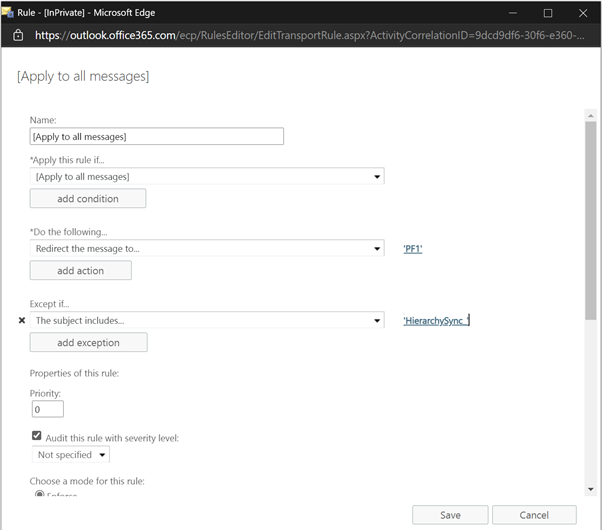 Rule - [InPrivate] - Microsoft Edge
https://outlook.office365.com/ecp/RulesEditor/EditTransportRule.aspx?ActivityCorrelationID=9dcd9df6-30f6-e360-...
[Apply to all messages]
Name:
[Apply to all messages]
*Apply this rule if...
[Apply to all messages]
add condition
*Do the following...
Redirect the message to... 'PF1'
add action
Except if...
The subject includes... 'HierarchySync_'
add exception
Properties of this rule:
Priority:
0
Audit this rule with severity level:
Not specified
Choose a mode for this rule:
Enforce
Save Cancel